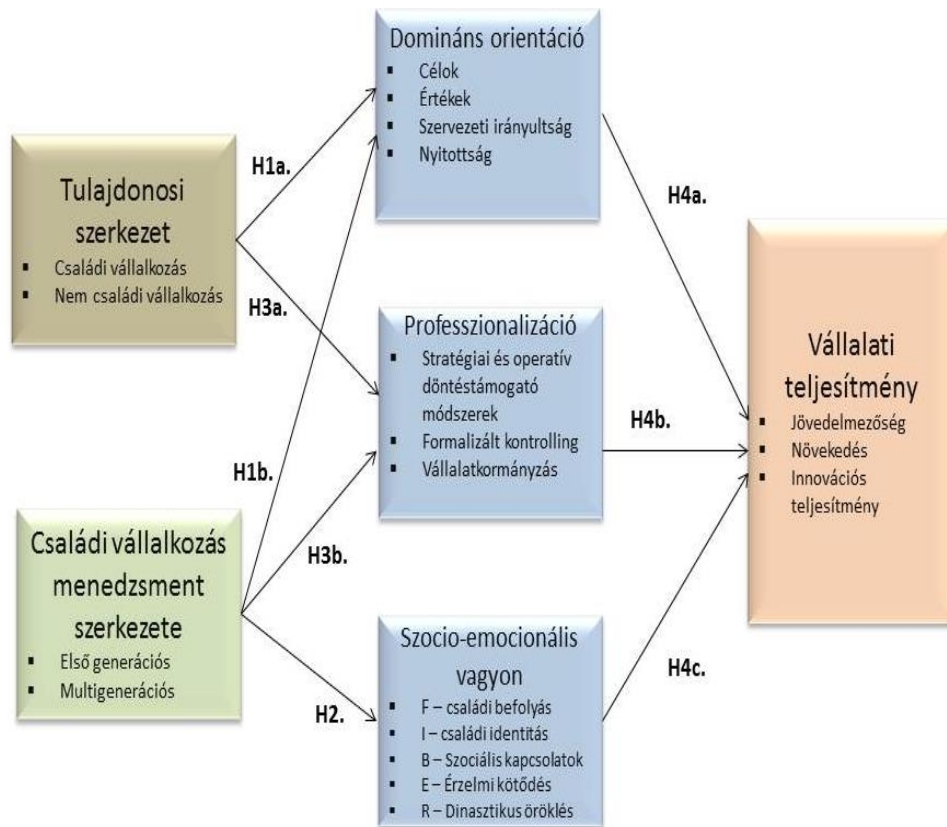 Domináns orientáció
▪ Célok
▪ Értékek
▪ Szervezeti irányultság
▪ Nyitottság
H1a.
H4a.
Tulajdonosi
szerkezet
▪ Családi vállalkozás
▪ Nem családi vállalkozás
H3a.
Professzionalizáció
▪ Stratégiai és operatív
döntéstámogató
módszerek
▪ Formalizált kontrolling
▪ Vállalatkormányzás
H4b.
Vállalati
teljesítmény
▪ Jövedelmezőség
▪ Növekedés
▪ Innovációs
teljesítmény
H1b.
H3b.
Családi vállalkozás
menedzsment
szerkezete
▪ Első generációs
▪ Multigenerációs
H2.
Szocio-emocionális
vagyon
▪ F – családi befolyás
▪ I – családi identitás
▪ B – Szociális kapcsolatok
▪ E – Érzelmi kötődés
▪ R – Dinasztikus öröklés
H4c.